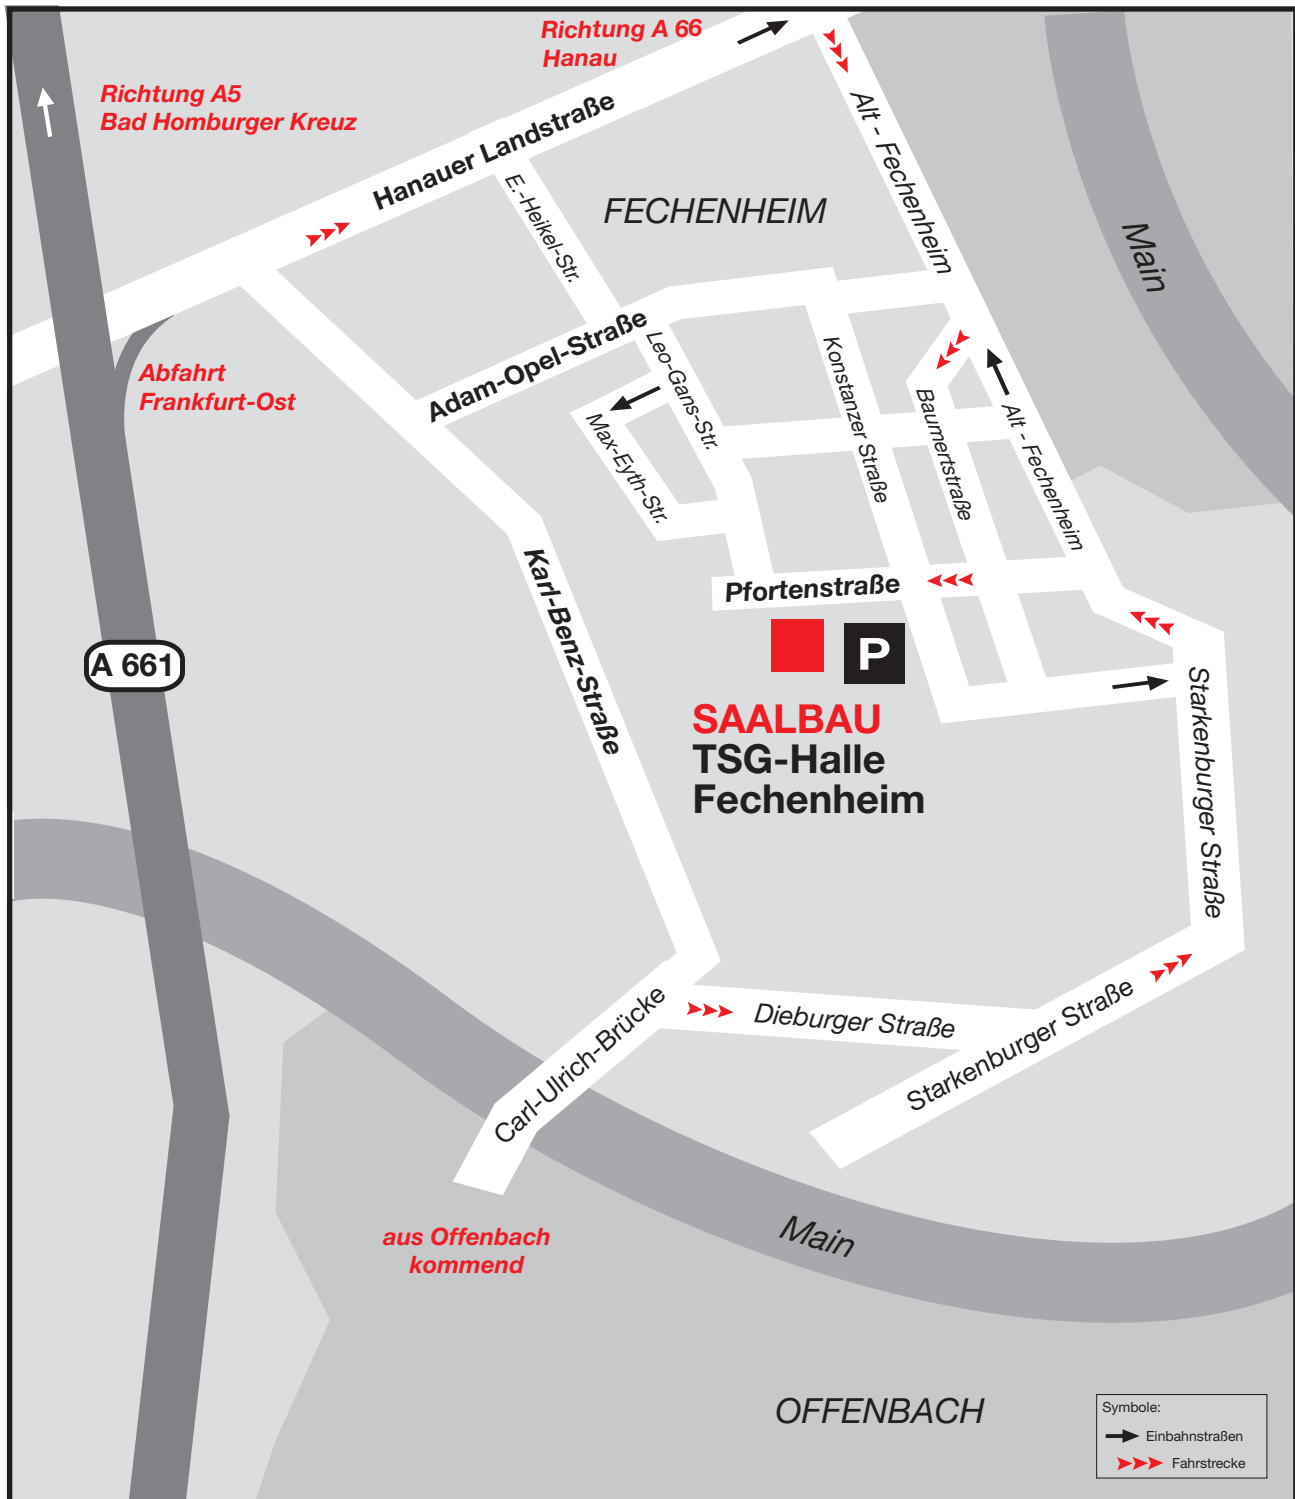 Richtung A 66
Hanau
Richtung A5
Bad Homburger Kreuz
Hanauer Landstraße
Alt - Fechenheim
E.-Heikel-Str.
FECHENHEIM
Main
Abfahrt
Frankfurt-Ost
Adam-Opel-Straße
Leo-Gans-Str.
Konstanzer Straße
Baumertstraße
Alt - Fechenheim
Max-Eyth-Str.
Karl-Benz-Straße
Pfortenstraße
A 661
P
SAALBAU
TSG-Halle
Fechenheim
Starkenburger Straße
Carl-Ulrich-Brücke
Dieburger Straße
Starkenburger Straße
aus Offenbach
kommend
Main
OFFENBACH
Symbole:
Einbahnstraßen
Fahrstrecke